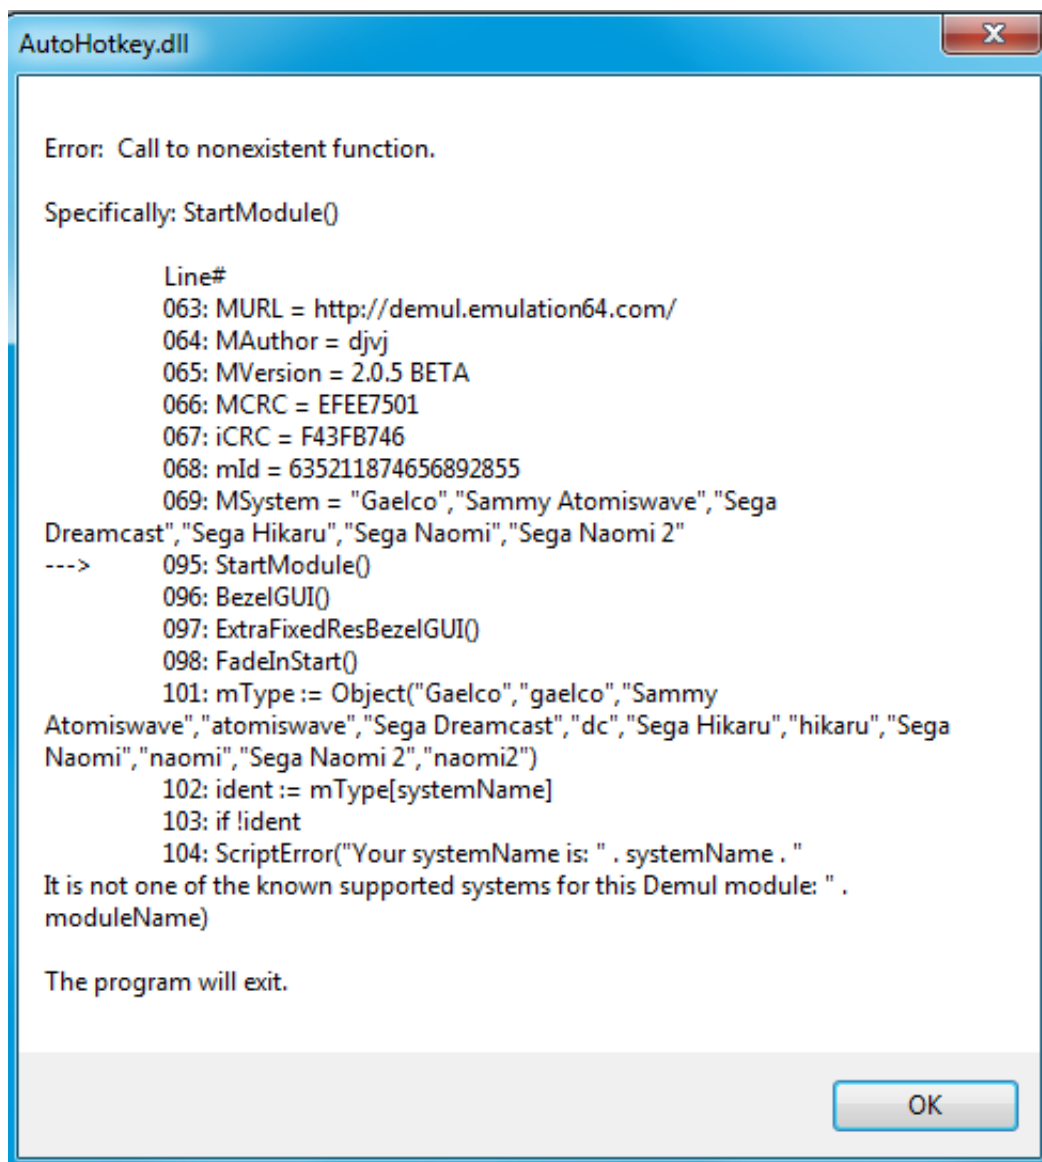 AutoHotkey.dll
Error:  Call to nonexistent function.
Specifically: StartModule()
Line#
063: MURL = http://demul.emulation64.com/
064: MAuthor = djvj
065: MVersion = 2.0.5 BETA
066: MCRC = EFEE7501
067: iCRC = F43FB746
068: mId = 635211874656892855
069: MSystem = "Gaelco","Sammy Atomiswave","Sega
Dreamcast","Sega Hikaru","Sega Naomi","Sega Naomi 2"
---> 095: StartModule()
096: BezelGUI()
097: ExtraFixedResBezelGUI()
098: FadeInStart()
101: mType := Object("Gaelco","gaelco","Sammy
Atomiswave","atomiswave","Sega Dreamcast","dc","Sega Hikaru","hikaru","Sega
Naomi","naomi","Sega Naomi 2","naomi2")
102: ident := mType[systemName]
103: if !ident
104: ScriptError("Your systemName is: " . systemName . "
It is not one of the known supported systems for this Demul module: " .
moduleName)
The program will exit.
OK